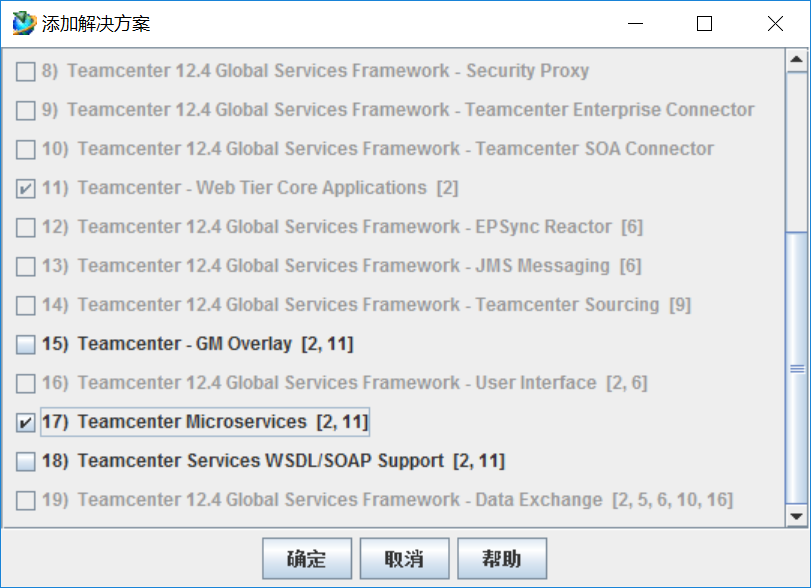 添加解决方案
8) Teamcenter 12.4 Global Services Framework - Security Proxy
9) Teamcenter 12.4 Global Services Framework - Teamcenter Enterprise Connector
10) Teamcenter 12.4 Global Services Framework - Teamcenter SOA Connector
11) Teamcenter - Web Tier Core Applications [2]
12) Teamcenter 12.4 Global Services Framework - EPSync Reactor [6]
13) Teamcenter 12.4 Global Services Framework - JMS Messaging [6]
14) Teamcenter 12.4 Global Services Framework - Teamcenter Sourcing [9]
15) Teamcenter - GM Overlay [2, 11]
16) Teamcenter 12.4 Global Services Framework - User Interface [2, 6]
17) Teamcenter Microservices [2, 11]
18) Teamcenter Services WSDL/SOAP Support [2, 11]
19) Teamcenter 12.4 Global Services Framework - Data Exchange [2, 5, 6, 10, 16]
确定 取消 帮助